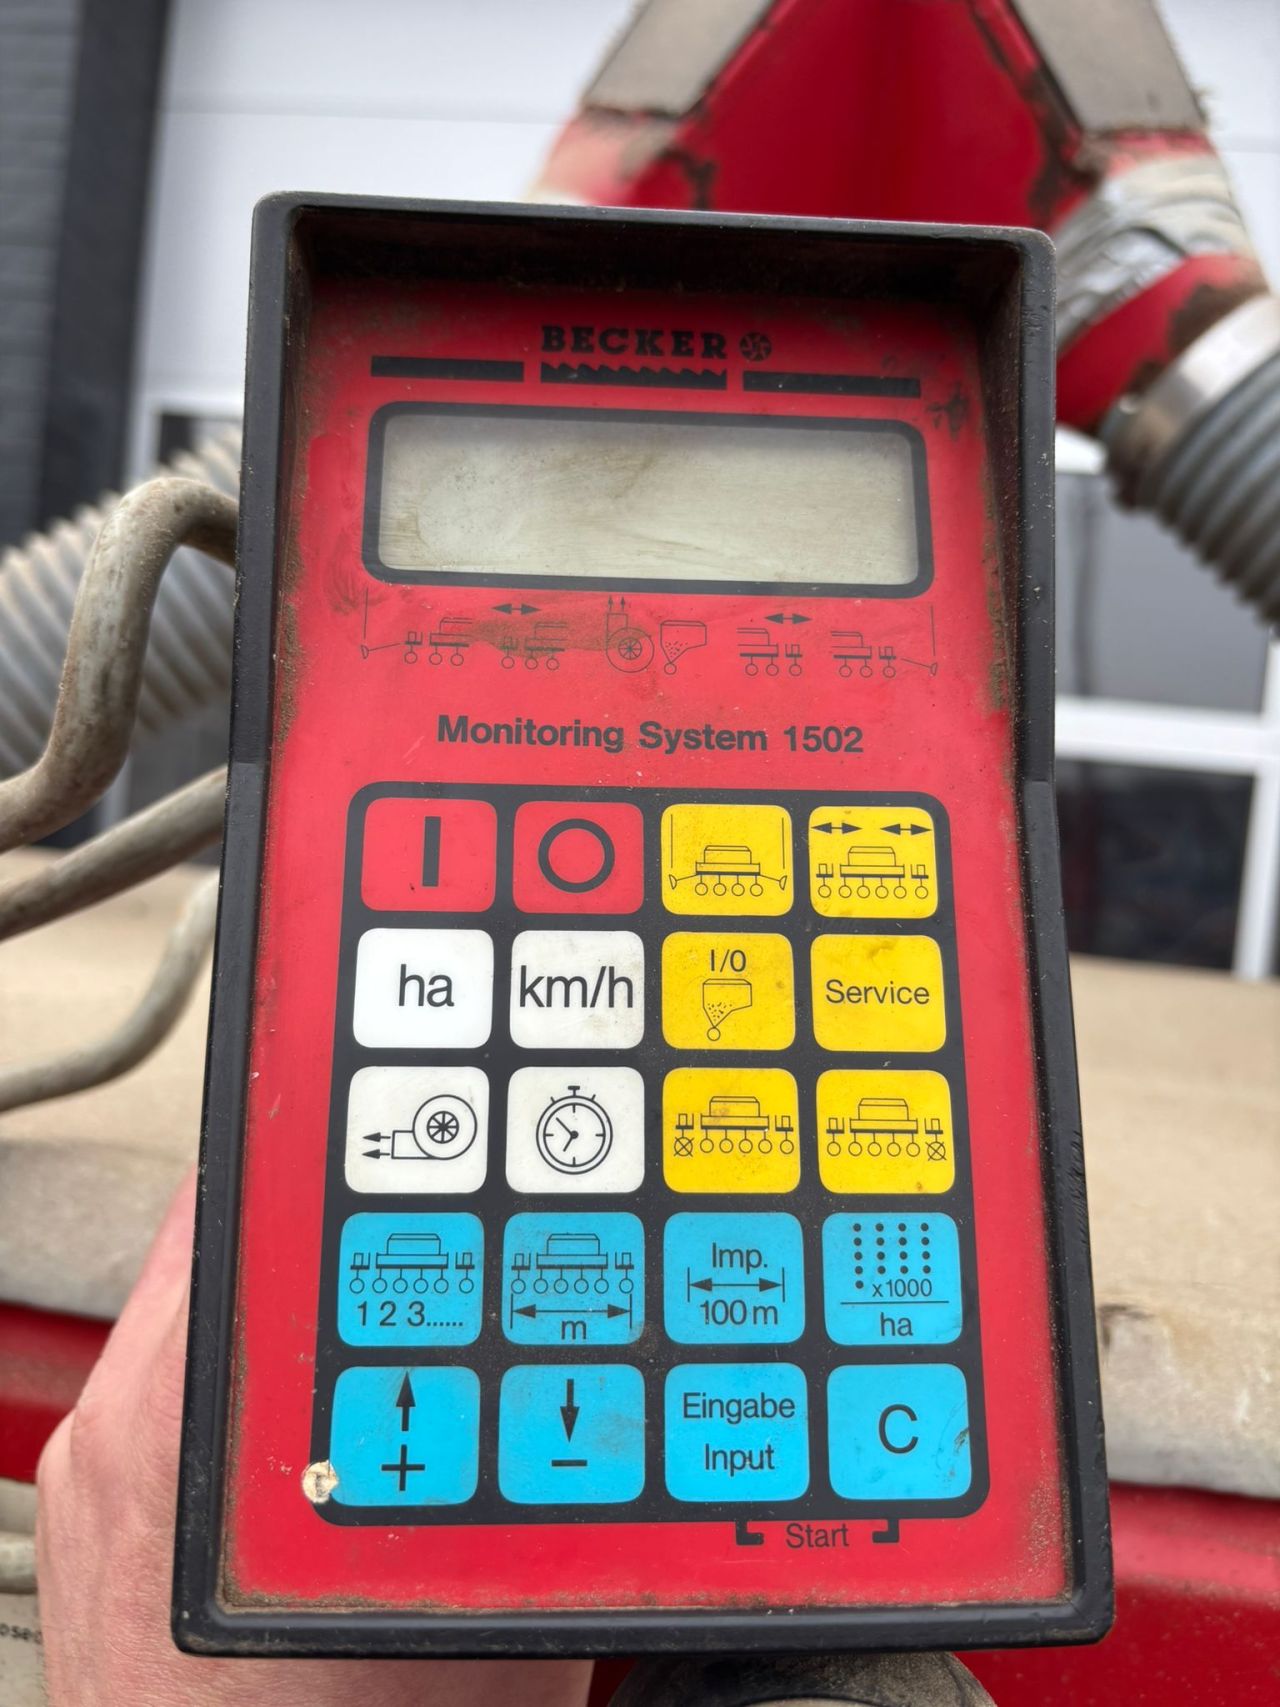 BECKER
Monitoring System 1502
I O
ha km/h I/0 Service
1 2 3...... m Imp. 100 m x1000 ha
+ − Eingabe Input C
Start